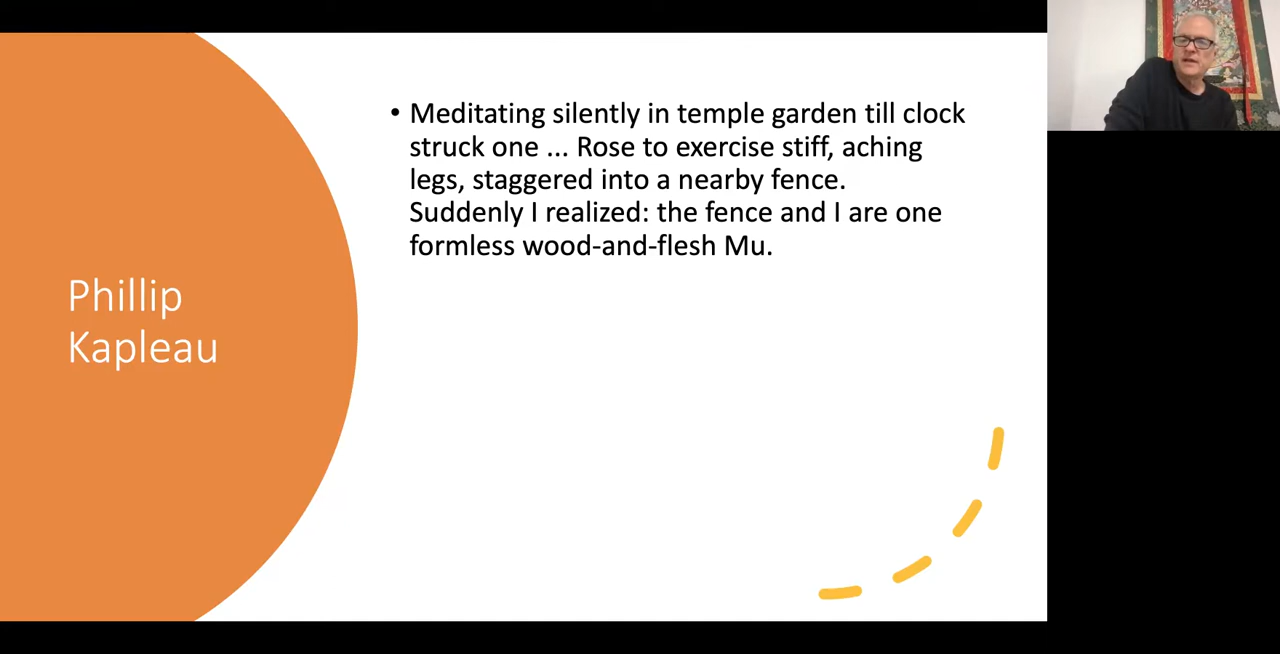 Phillip
Kapleau
• Meditating silently in temple garden till clock
struck one ... Rose to exercise stiff, aching
legs, staggered into a nearby fence.
Suddenly I realized: the fence and I are one
formless wood-and-flesh Mu.